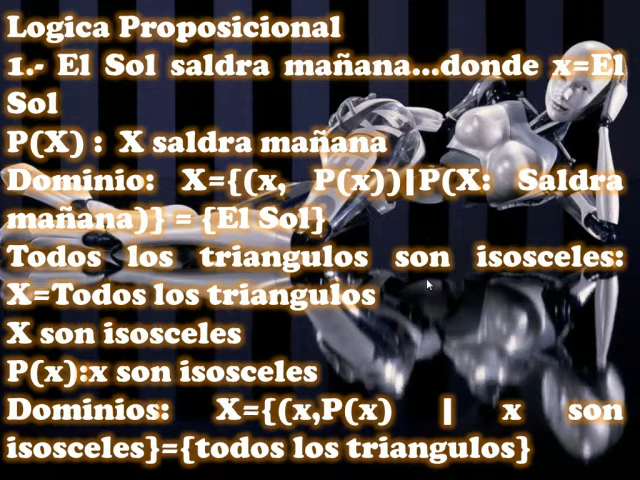 Logica Proposicional
1.- El Sol saldra mañana...donde x=El
Sol
P(X) : X saldra mañana
Dominio: X={(x, P(x))|P(X: Saldra
mañana)} = {El Sol}
Todos los triangulos son isosceles:
X=Todos los triangulos
X son isosceles
P(x):x son isosceles
Dominios: X={(x,P(x) | x son
isosceles}={todos los triangulos}